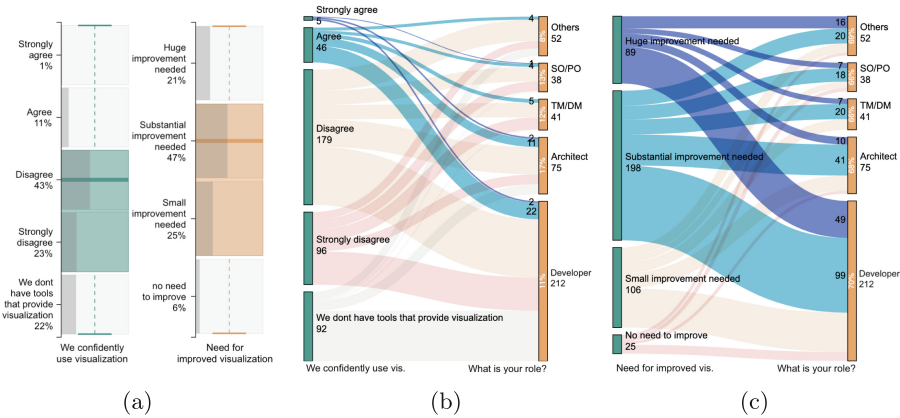 Strongly
agree
1%
Agree
11%
Disagree
43%
Strongly
disagree
23%
We dont
have tools
that provide
visualization
22%
We confidently
use visualization
Huge
improvement
needed
21%
Substantial
improvement
needed
47%
Small
improvement
needed
25%
no need
to improve
6%
Need for
improved visualization
(a)
Strongly agree
5
Agree
46
Disagree
179
Strongly disagree
96
We dont have tools that provide visualization
92
We confidently use vis.
4
Others
52
1
4
SO/PO
38
5
12%
TM/DM
41
2
11
17%
Architect
75
2
22
11%
Developer
212
What is your role?
(b)
Huge improvement needed
89
Substantial improvement needed
198
Small improvement needed
106
No need to improve
25
Need for improved vis.
16
20
Others
52
7
18
SO/PO
38
7
20
TM/DM
41
10
41
68%
Architect
75
49
99
70%
Developer
212
What is your role?
(c)